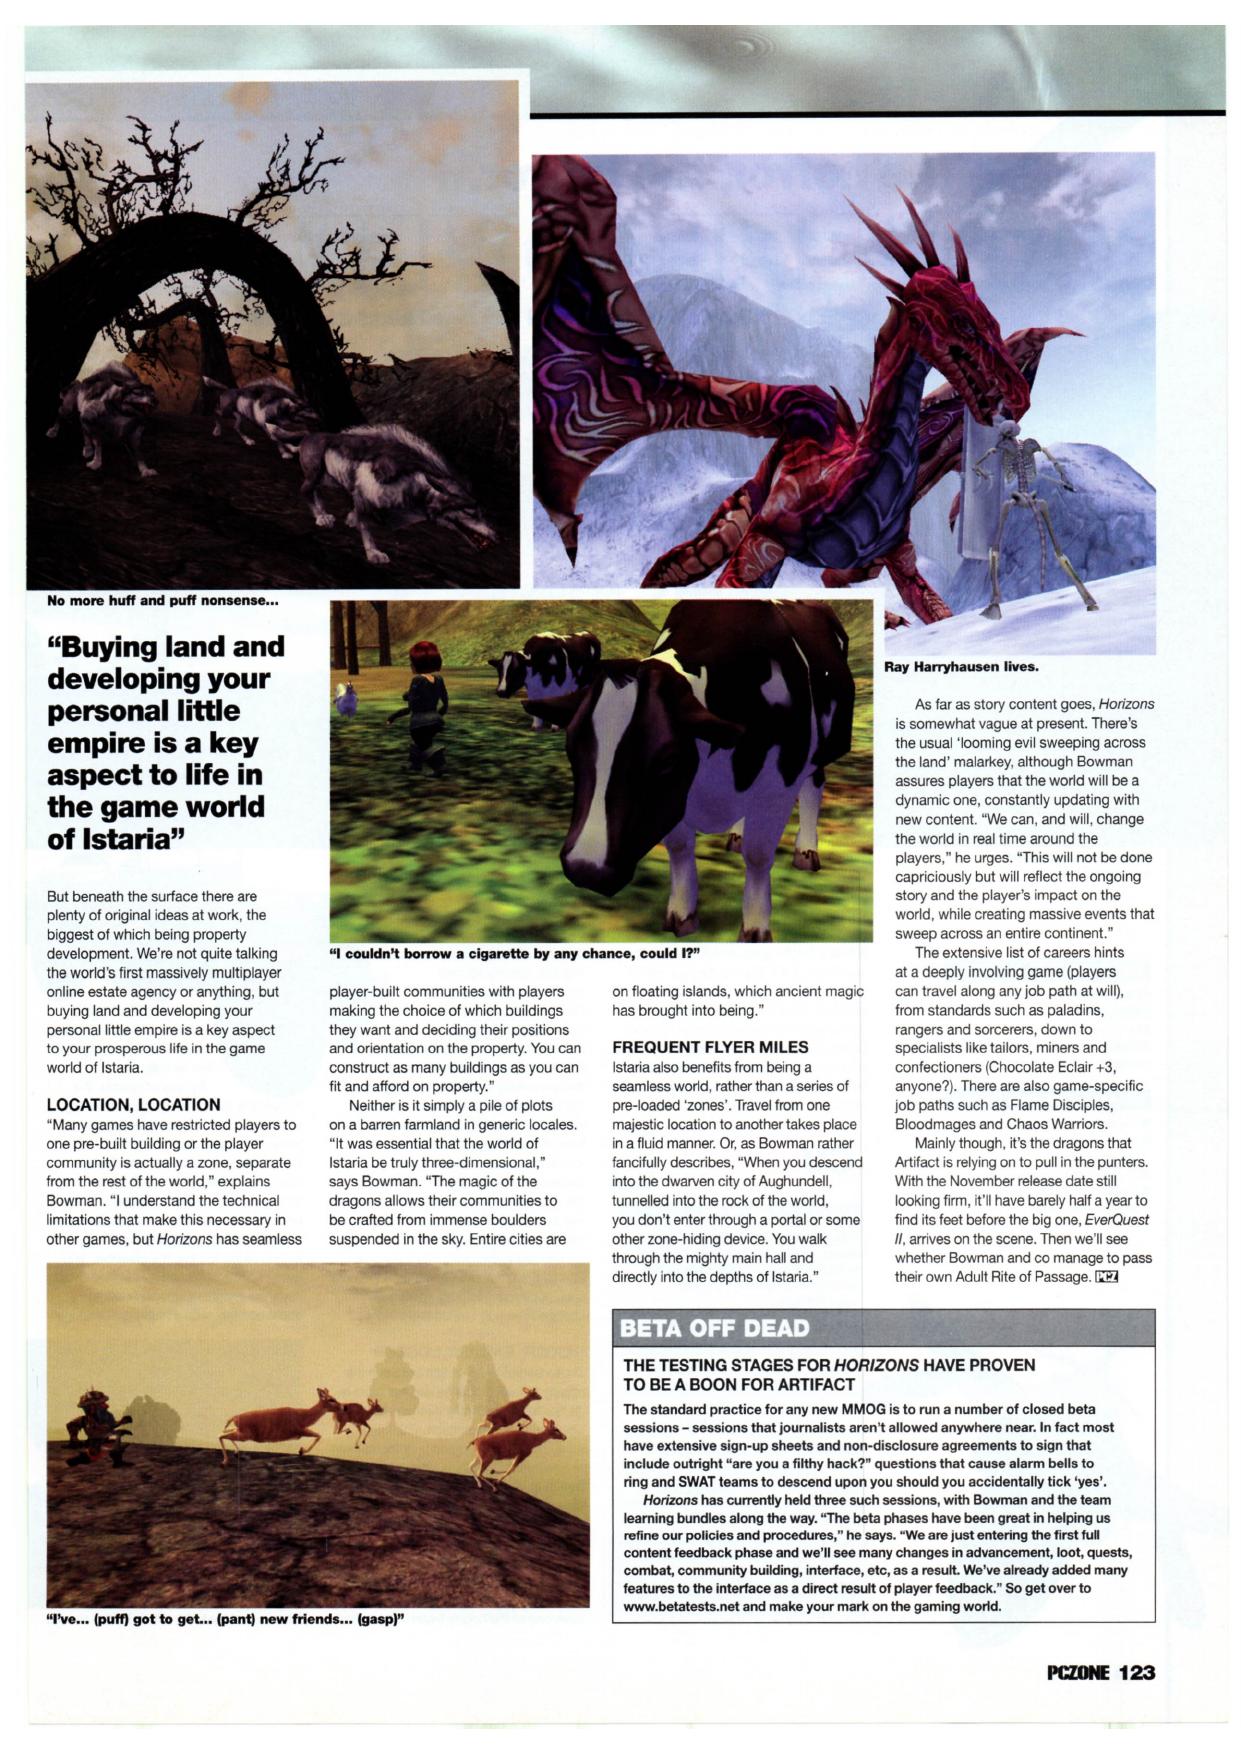 No more huff and puff nonsense...
“Buying land and
developing your
personal little
empire is a key
aspect to life in
the game world
of Istaria”
But beneath the surface there are
plenty of original ideas at work, the
biggest of which being property
development. We’re not quite talking
the world’s first massively multiplayer
online estate agency or anything, but
buying land and developing your
personal little empire is a key aspect
to your prosperous life in the game
world of Istaria.
LOCATION, LOCATION
“Many games have restricted players to
one pre-built building or the player
community is actually a zone, separate
from the rest of the world,” explains
Bowman. “I understand the technical
limitations that make this necessary in
other games, but Horizons has seamless
“I’ve... (puff) got to get... (pant) new friends... (gasp)”
“I couldn’t borrow a cigarette by any chance, could I?”
player-built communities with players
making the choice of which buildings
they want and deciding their positions
and orientation on the property. You can
construct as many buildings as you can
fit and afford on property.”
Neither is it simply a pile of plots
on a barren farmland in generic locales.
“It was essential that the world of
Istaria be truly three-dimensional,”
says Bowman. “The magic of the
dragons allows their communities to
be crafted from immense boulders
suspended in the sky. Entire cities are
on floating islands, which ancient magic
has brought into being.”
FREQUENT FLYER MILES
Istaria also benefits from being a
seamless world, rather than a series of
pre-loaded ‘zones’. Travel from one
majestic location to another takes place
in a fluid manner. Or, as Bowman rather
fancifully describes, “When you descend
into the dwarven city of Aughundell,
tunnelled into the rock of the world,
you don’t enter through a portal or some
other zone-hiding device. You walk
through the mighty main hall and
directly into the depths of Istaria.”
Ray Harryhausen lives.
As far as story content goes, Horizons
is somewhat vague at present. There’s
the usual ‘looming evil sweeping across
the land’ malarkey, although Bowman
assures players that the world will be a
dynamic one, constantly updating with
new content. “We can, and will, change
the world in real time around the
players,” he urges. “This will not be done
capriciously but will reflect the ongoing
story and the player’s impact on the
world, while creating massive events that
sweep across an entire continent.”
The extensive list of careers hints
at a deeply involving game (players
can travel along any job path at will),
from standards such as paladins,
rangers and sorcerers, down to
specialists like tailors, miners and
confectioners (Chocolate Eclair +3,
anyone?). There are also game-specific
job paths such as Flame Disciples,
Bloodmages and Chaos Warriors.
Mainly though, it’s the dragons that
Artifact is relying on to pull in the punters.
With the November release date still
looking firm, it’ll have barely half a year to
find its feet before the big one, EverQuest
II, arrives on the scene. Then we’ll see
whether Bowman and co manage to pass
their own Adult Rite of Passage. PCZ
BETA OFF DEAD
THE TESTING STAGES FOR HORIZONS HAVE PROVEN
TO BE A BOON FOR ARTIFACT
The standard practice for any new MMOG is to run a number of closed beta
sessions – sessions that journalists aren’t allowed anywhere near. In fact most
have extensive sign-up sheets and non-disclosure agreements to sign that
include outright “are you a filthy hack?” questions that cause alarm bells to
ring and SWAT teams to descend upon you should you accidentally tick ‘yes’.
Horizons has currently held three such sessions, with Bowman and the team
learning bundles along the way. “The beta phases have been great in helping us
refine our policies and procedures,” he says. “We are just entering the first full
content feedback phase and we’ll see many changes in advancement, loot, quests,
combat, community building, interface, etc, as a result. We’ve already added many
features to the interface as a direct result of player feedback.” So get over to
www.betatests.net and make your mark on the gaming world.
PCZONE 123